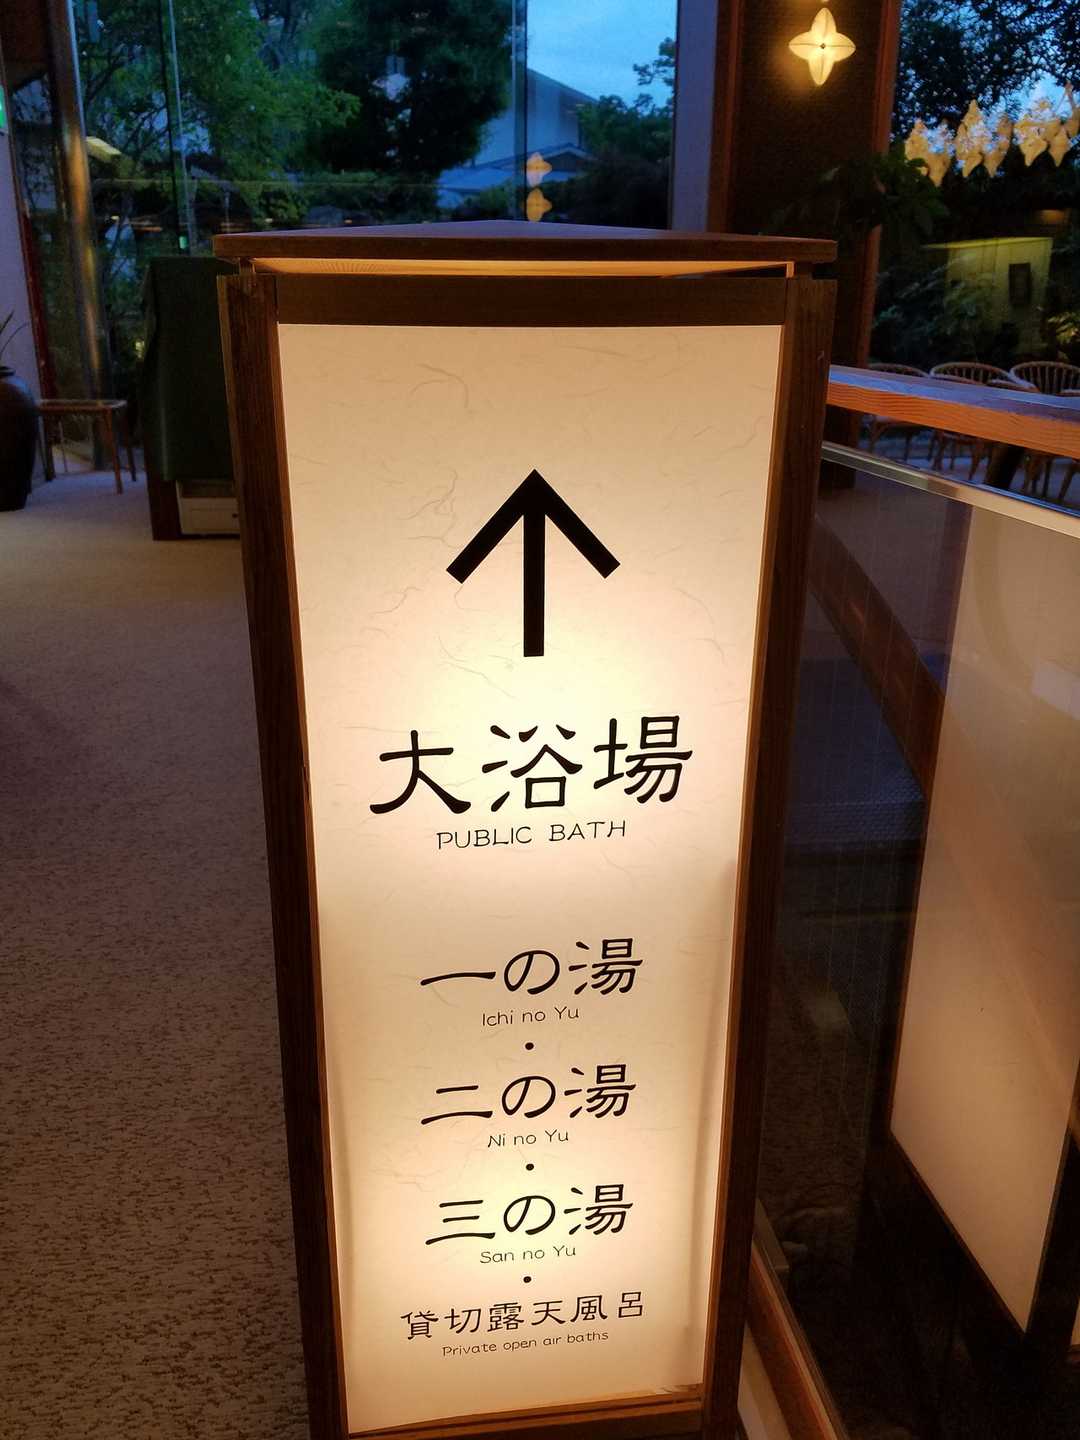 大浴場
PUBLIC BATH
一の湯
Ichi no Yu
・
二の湯
Ni no Yu
・
三の湯
San no Yu
・
貸切露天風呂
Private open air baths